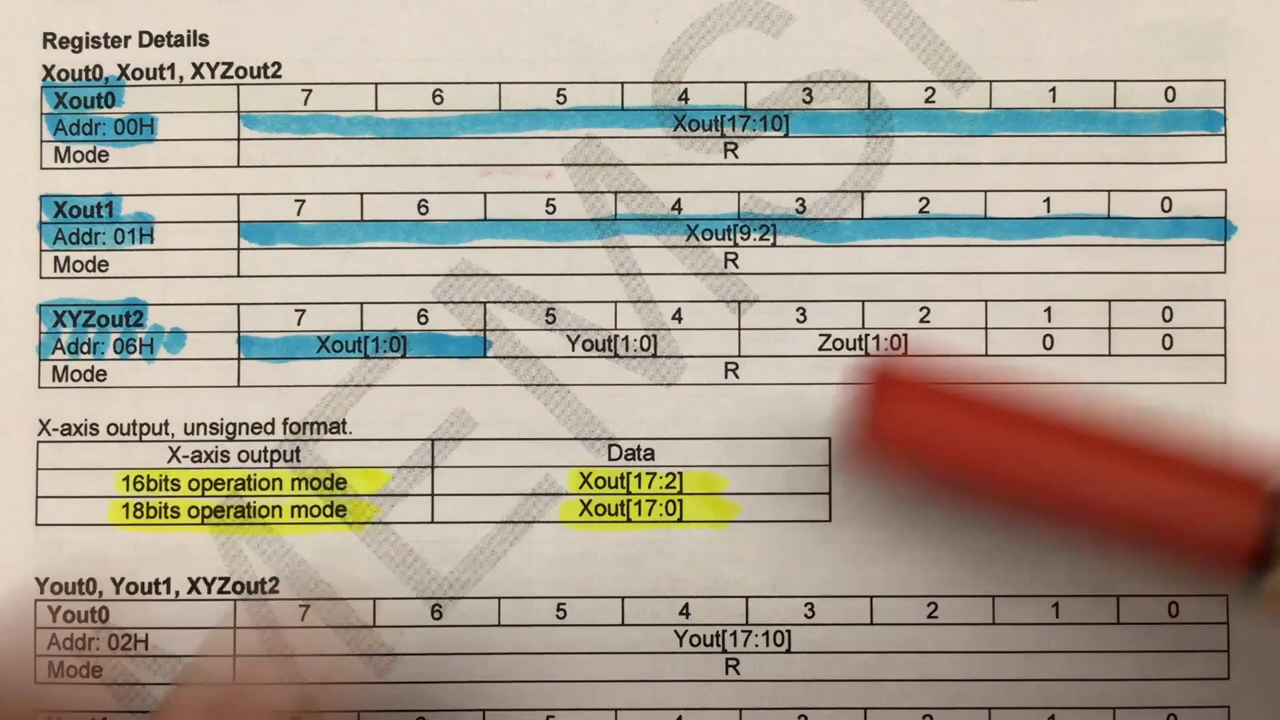 Register Details
Xout0, Xout1, XYZout2
Xout0 7 6 5 4 3 2 1 0
Addr: 00H Xout[17:10]
Mode R
Xout1 7 6 5 4 3 2 1 0
Addr: 01H Xout[9:2]
Mode R
XYZout2 7 6 5 4 3 2 1 0
Addr: 06H Xout[1:0] Yout[1:0] Zout[1:0] 0 0
Mode R
X-axis output, unsigned format.
X-axis output Data
16bits operation mode Xout[17:2]
18bits operation mode Xout[17:0]
Yout0, Yout1, XYZout2
Yout0 7 6 5 4 3 2 1 0
Addr: 02H Yout[17:10]
Mode R
MEMSI